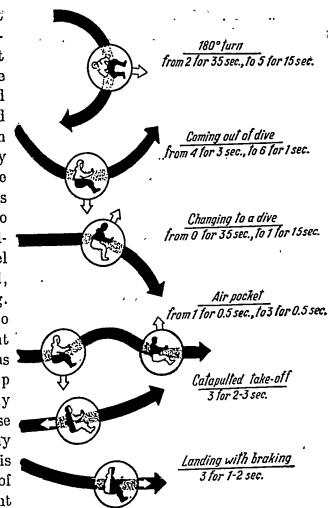 180° turn
from 2 for 35 sec., to 5 for 15 sec.
Coming out of dive
from 4 for 3 sec., to 6 for 1 sec.
Changing to a dive
from 0 for 35 sec., to 1 for 15 sec.
Air pocket
from 1 for 0.5 sec., to 3 for 0.5 sec.
Catapulted take-off
3 for 2-3 sec.
Landing with braking
3 for 1-2 sec.